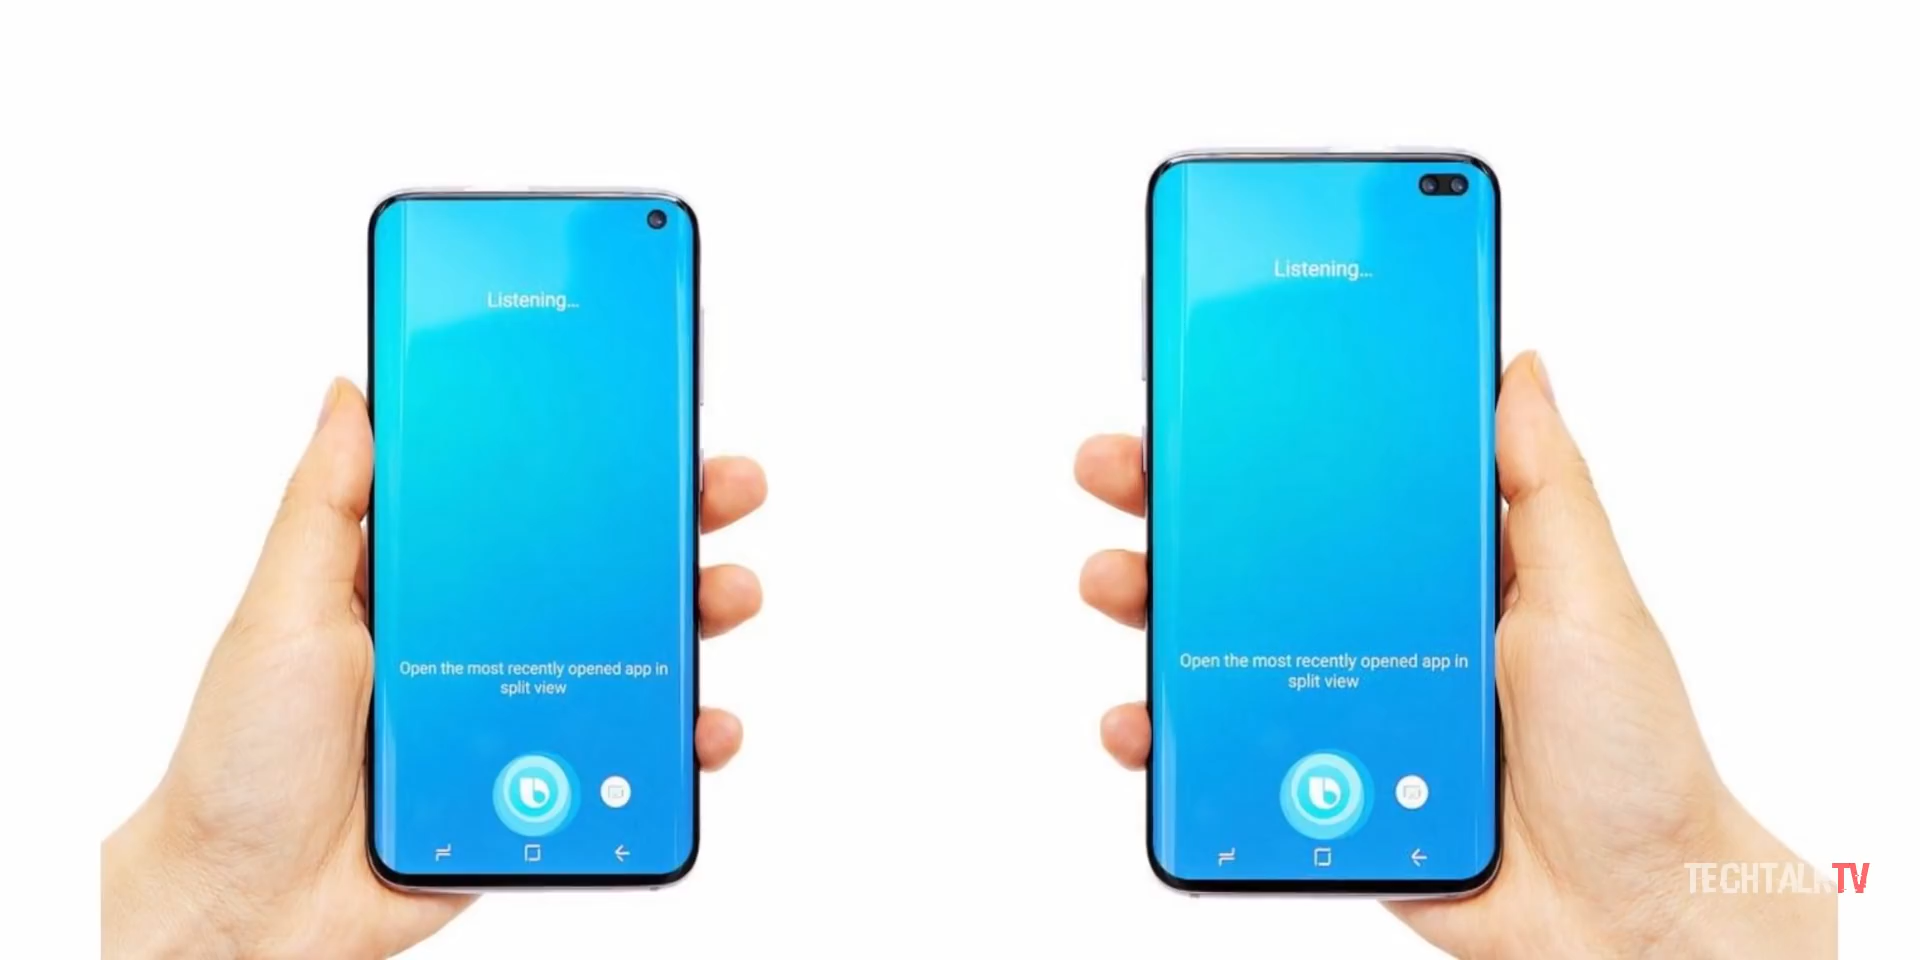 Listening...
Open the most recently opened app in
split view
Listening...
Open the most recently opened app in
split view
TECHTALKTV